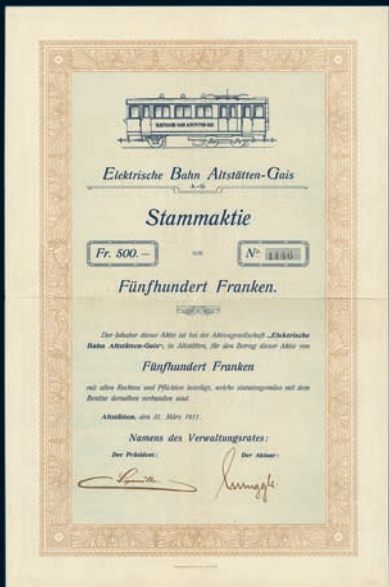 ELEKTRISCHE BAHN ALTSTÄTTEN-GAIS
Elektrische Bahn Altstätten-Gais
A.-G.
Stammaktie
Fr. 500.— von No. 1146
Fünfhundert Franken.
Der Inhaber dieser Aktie ist bei der Aktiengesellschaft „Elektrische
Bahn Altstätten-Gais", in Altstätten, für den Betrag dieser Aktie von
Fünfhundert Franken
mit allen Rechten und Pflichten beteiligt, welche statutengemäss mit dem
Besitze derselben verbunden sind.
Altstätten, den 31. März 1911.
Namens des Verwaltungsrates:
Der Präsident: Der Aktuar: